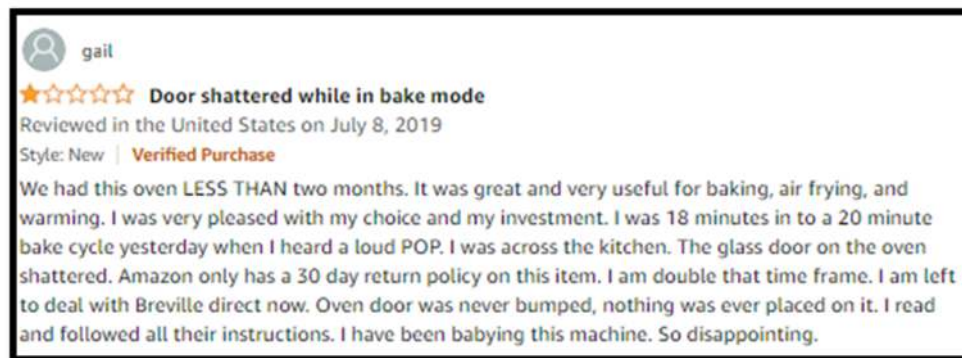 gail
Door shattered while in bake mode
Reviewed in the United States on July 8, 2019
Style: New | Verified Purchase
We had this oven LESS THAN two months. It was great and very useful for baking, air frying, and
warming. I was very pleased with my choice and my investment. I was 18 minutes in to a 20 minute
bake cycle yesterday when I heard a loud POP. I was across the kitchen. The glass door on the oven
shattered. Amazon only has a 30 day return policy on this item. I am double that time frame. I am left
to deal with Breville direct now. Oven door was never bumped, nothing was ever placed on it. I read
and followed all their instructions. I have been babying this machine. So disappointing.